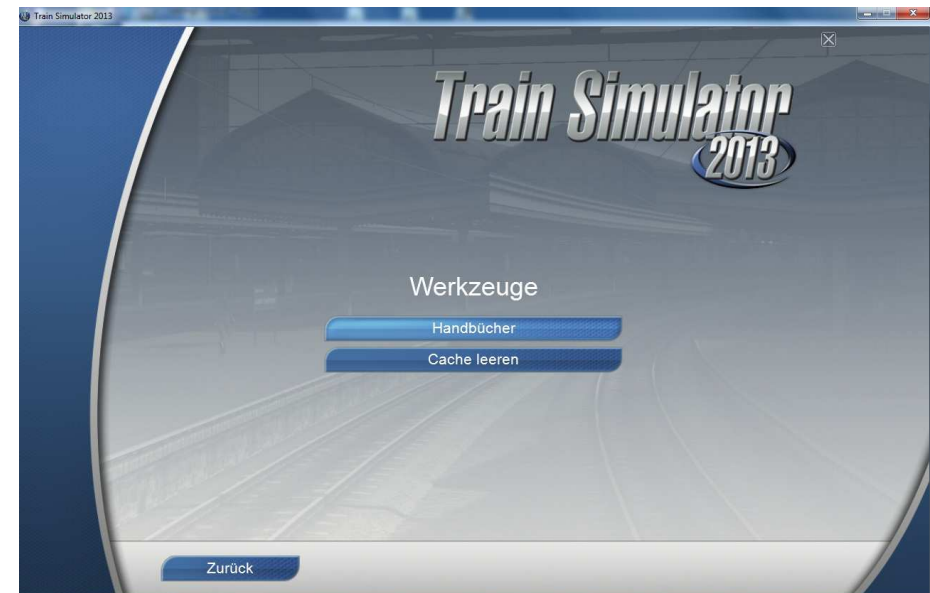 Train Simulator 2013
Train Simulator
2013
Werkzeuge
Handbücher
Cache leeren
Zurück